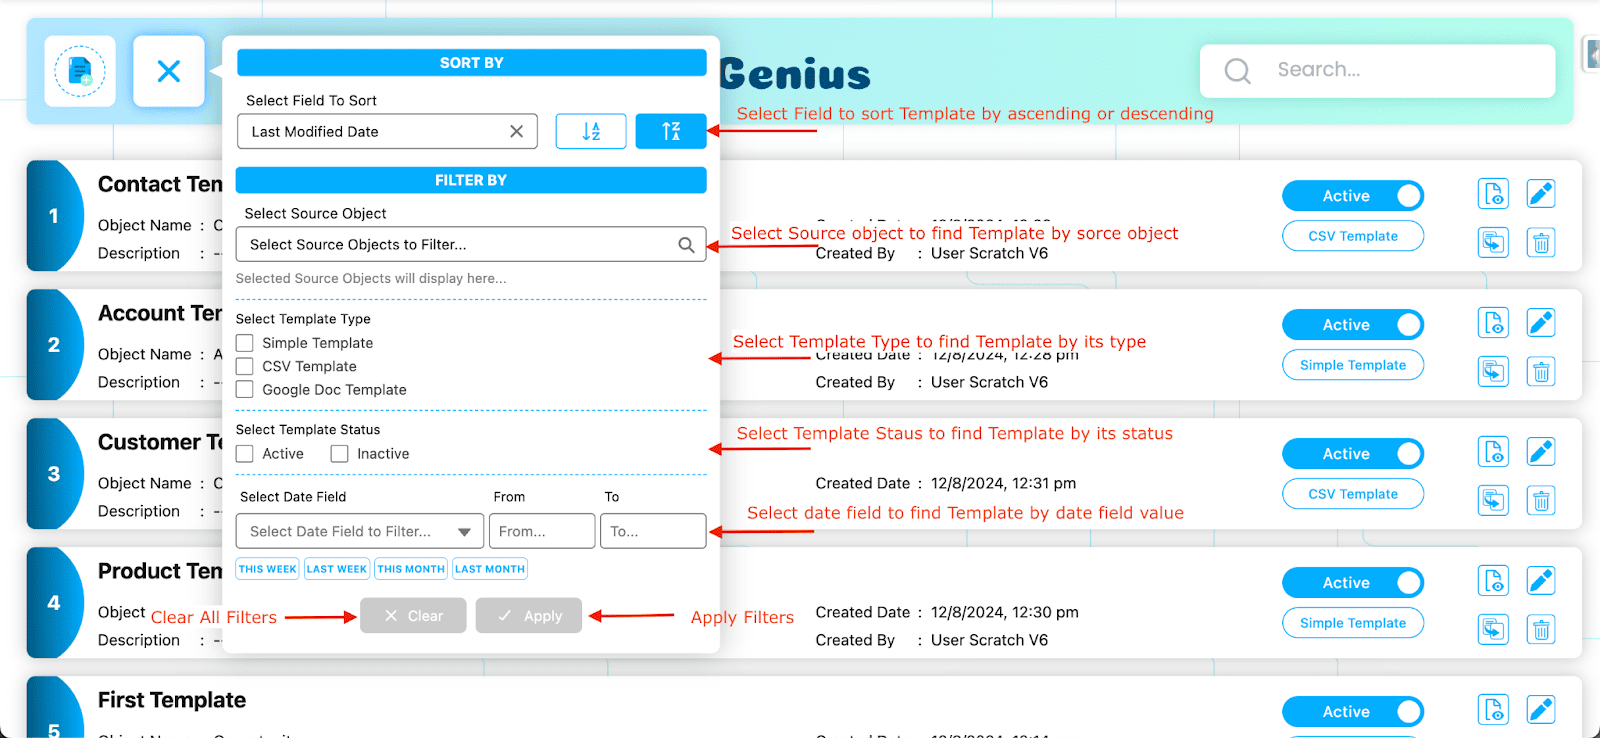 SORT BY
Genius
Search...
Select Field To Sort
Last Modified Date
Select Field to sort Template by ascending or descending
FILTER BY
Select Source Object
Select Source Objects to Filter...
Selected Source Objects will display here...
Select Source object to find Template by sorce object
Select Template Type
Simple Template
CSV Template
Google Doc Template
Select Template Type to find Template by its type
Select Template Status
Active Inactive
Select Template Staus to find Template by its status
Select Date Field From To
Select Date Field to Filter... From... To...
Select date field to find Template by date field value
THIS WEEK LAST WEEK THIS MONTH LAST MONTH
Clear All Filters
Clear
Apply
Apply Filters
1
Contact
Object Name :
Description : --
Created By : User Scratch V6
Active
CSV Template
2
Account
Object Name :
Description : --
Created Date : 12/8/2024, 12:28 pm
Created By : User Scratch V6
Active
Simple Template
3
Customer
Object Name :
Description : --
Created Date : 12/8/2024, 12:31 pm
Active
CSV Template
4
Product
Object
Description : --
Created Date : 12/8/2024, 12:30 pm
Created By : User Scratch V6
Active
Simple Template
5
First Template
Active